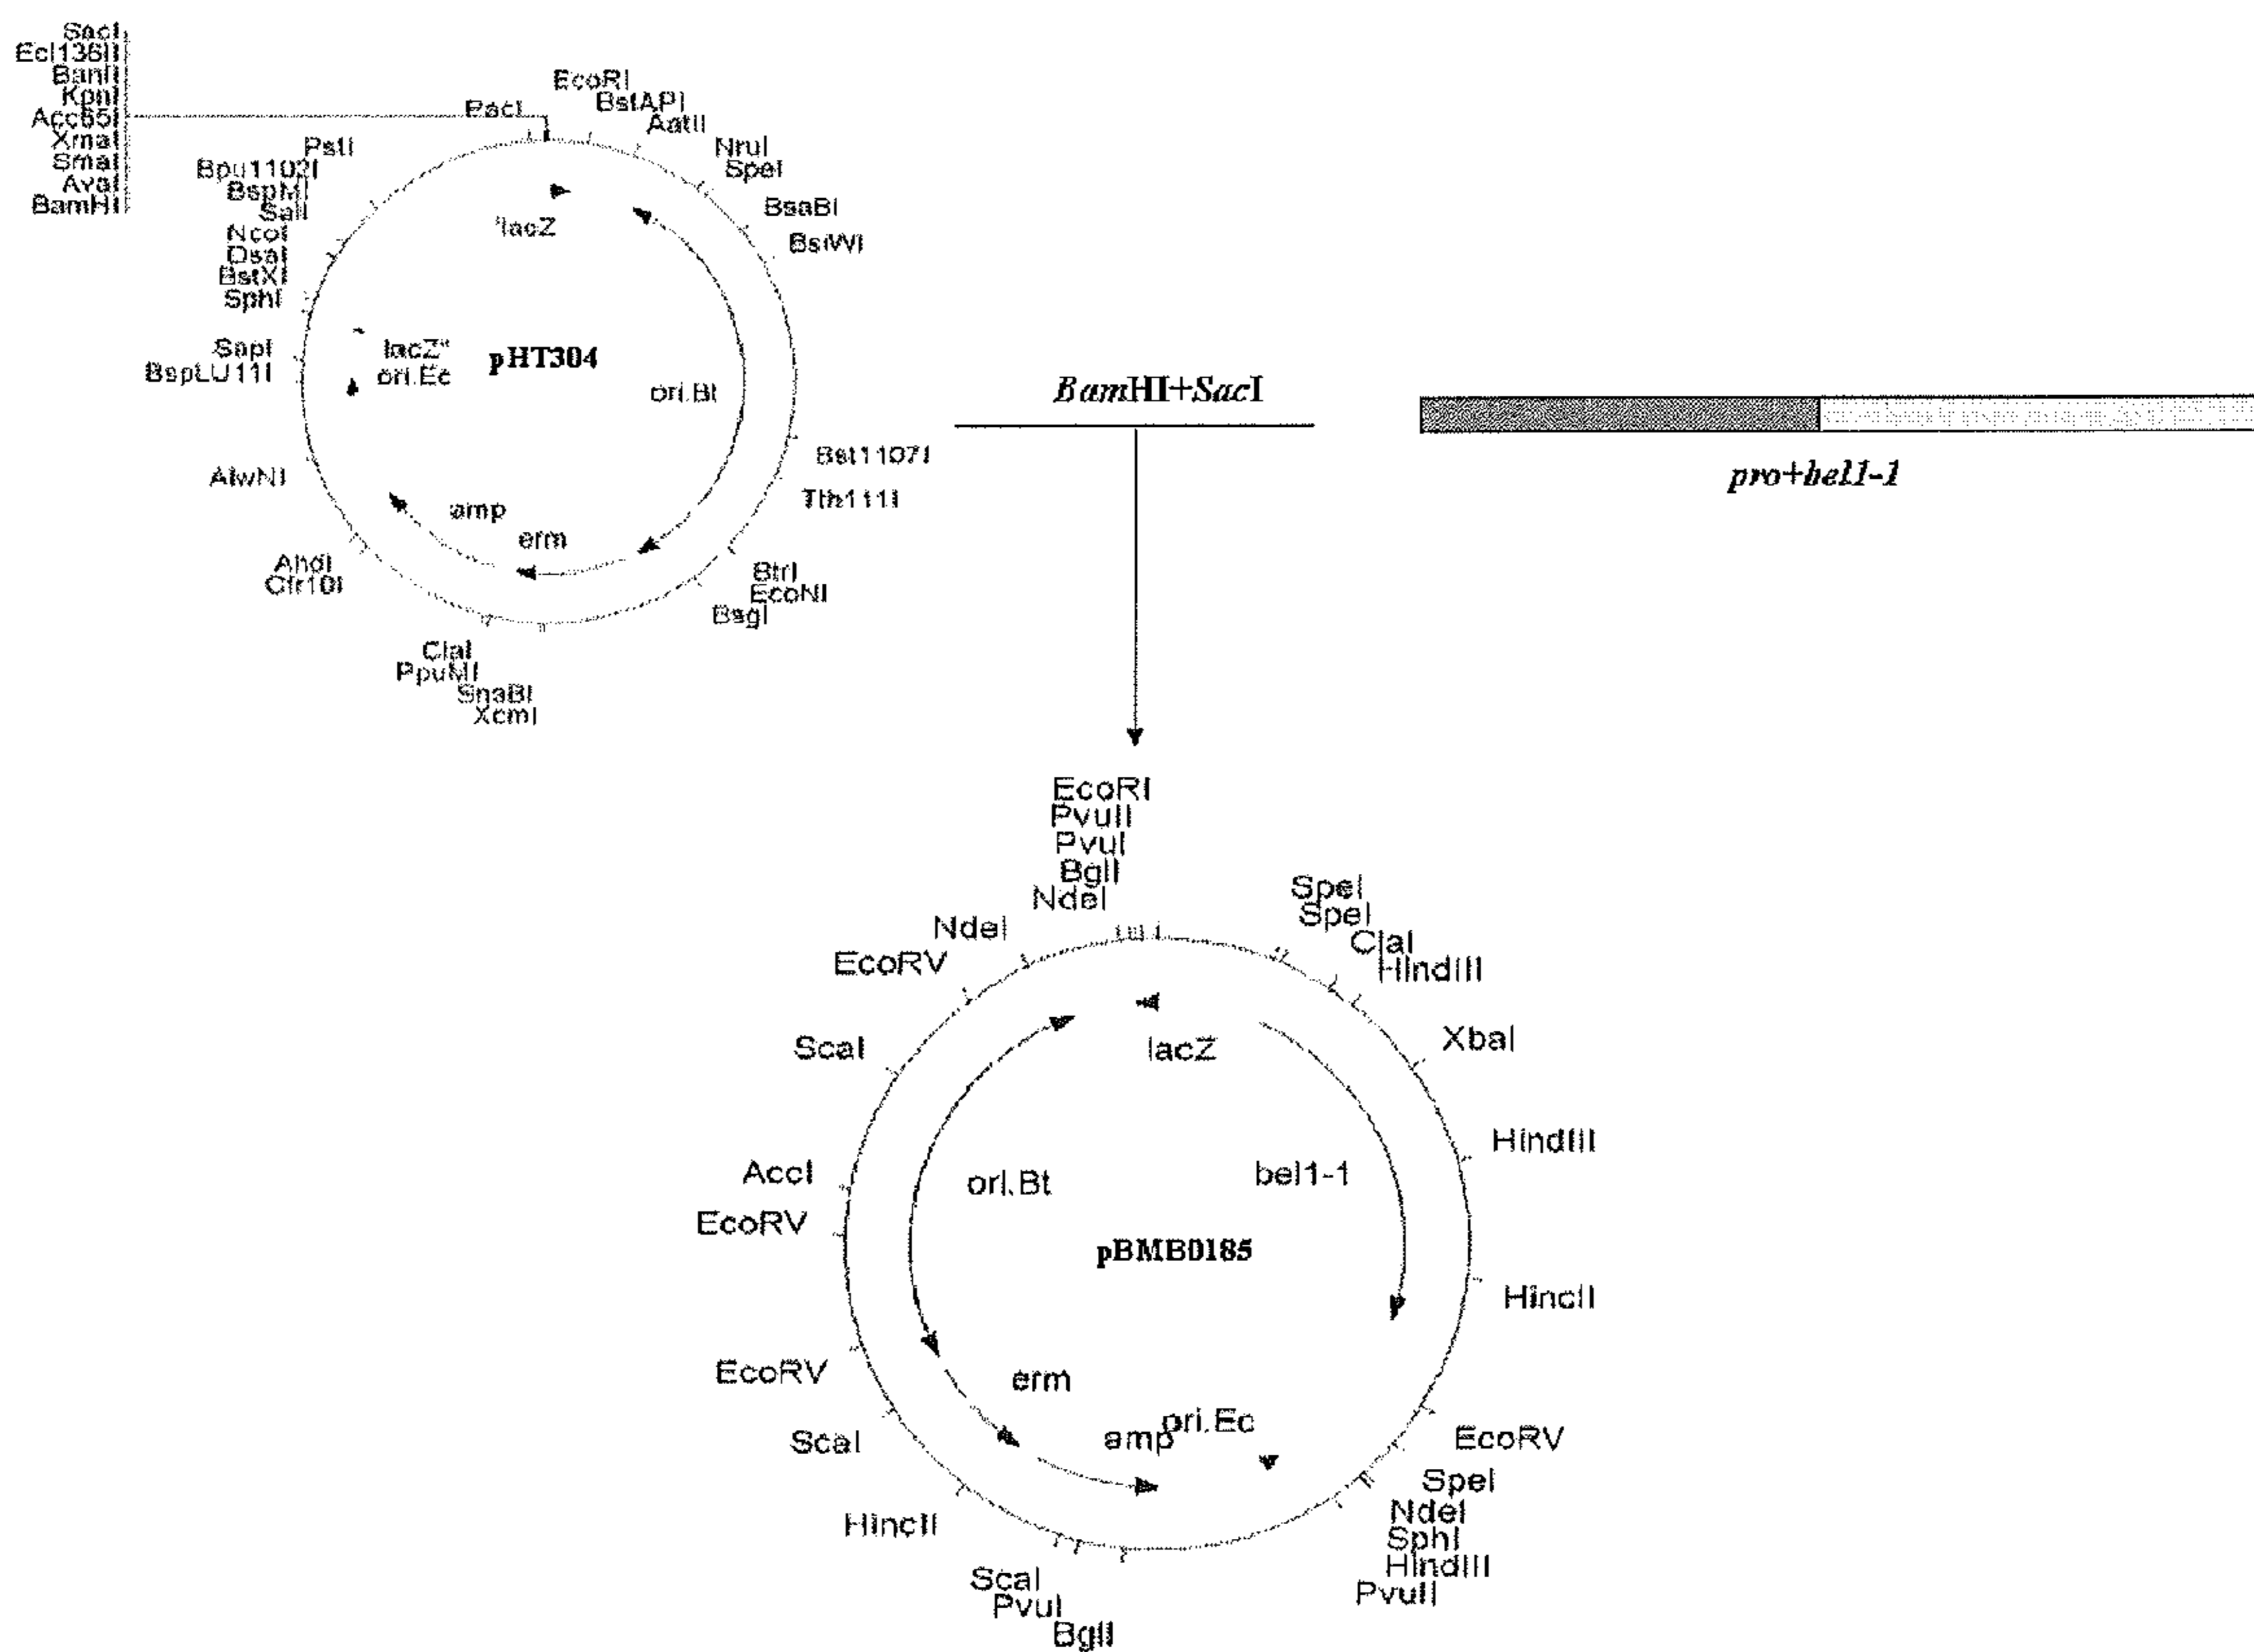 SacI
Ecl136II
BanII
KpnI
Acc65I
XmaI
SmaI
AvaI
BamHI
PacI
EcoRI
BstAPI
AatII
NruI
SpeI
BsaBI
BsiWI
PstI
Bpu1102I
BspMI
SalI
NcoI
DsaI
BstXI
SphI
SapI
BspLU11I
'lacZ
lacZ'
ori.Ec
pHT304
ori.Bt
Bst1107I
Tth111I
AlwNI
amp
erm
AhdI
Cfr10I
BtrI
EcoNI
BsgI
ClaI
PpuMI
SnaBI
XcmI
BamHI+SacI
pro+bel1-1
EcoRI
PvuII
PvuI
BglI
NdeI
NdeI
EcoRV
ScaI
AccI
EcoRV
EcoRV
ScaI
HincII
ScaI
PvuI
BglI
SpeI
SpeI
ClaI
HindIII
XbaI
HindIII
HincII
EcoRV
SpeI
NdeI
SphI
HindIII
PvuII
lacZ
ori.Bt
bel1-1
pBMB0185
erm
amp
ori.Ec